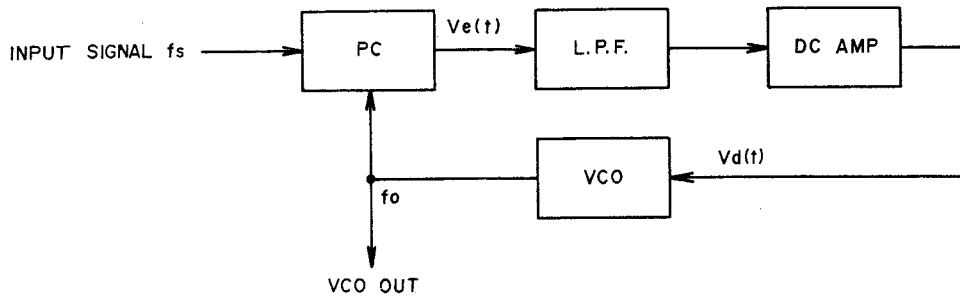 INPUT SIGNAL fs
PC
Ve(t)
L.P.F.
DC AMP
VCO
Vd(t)
fo
VCO OUT